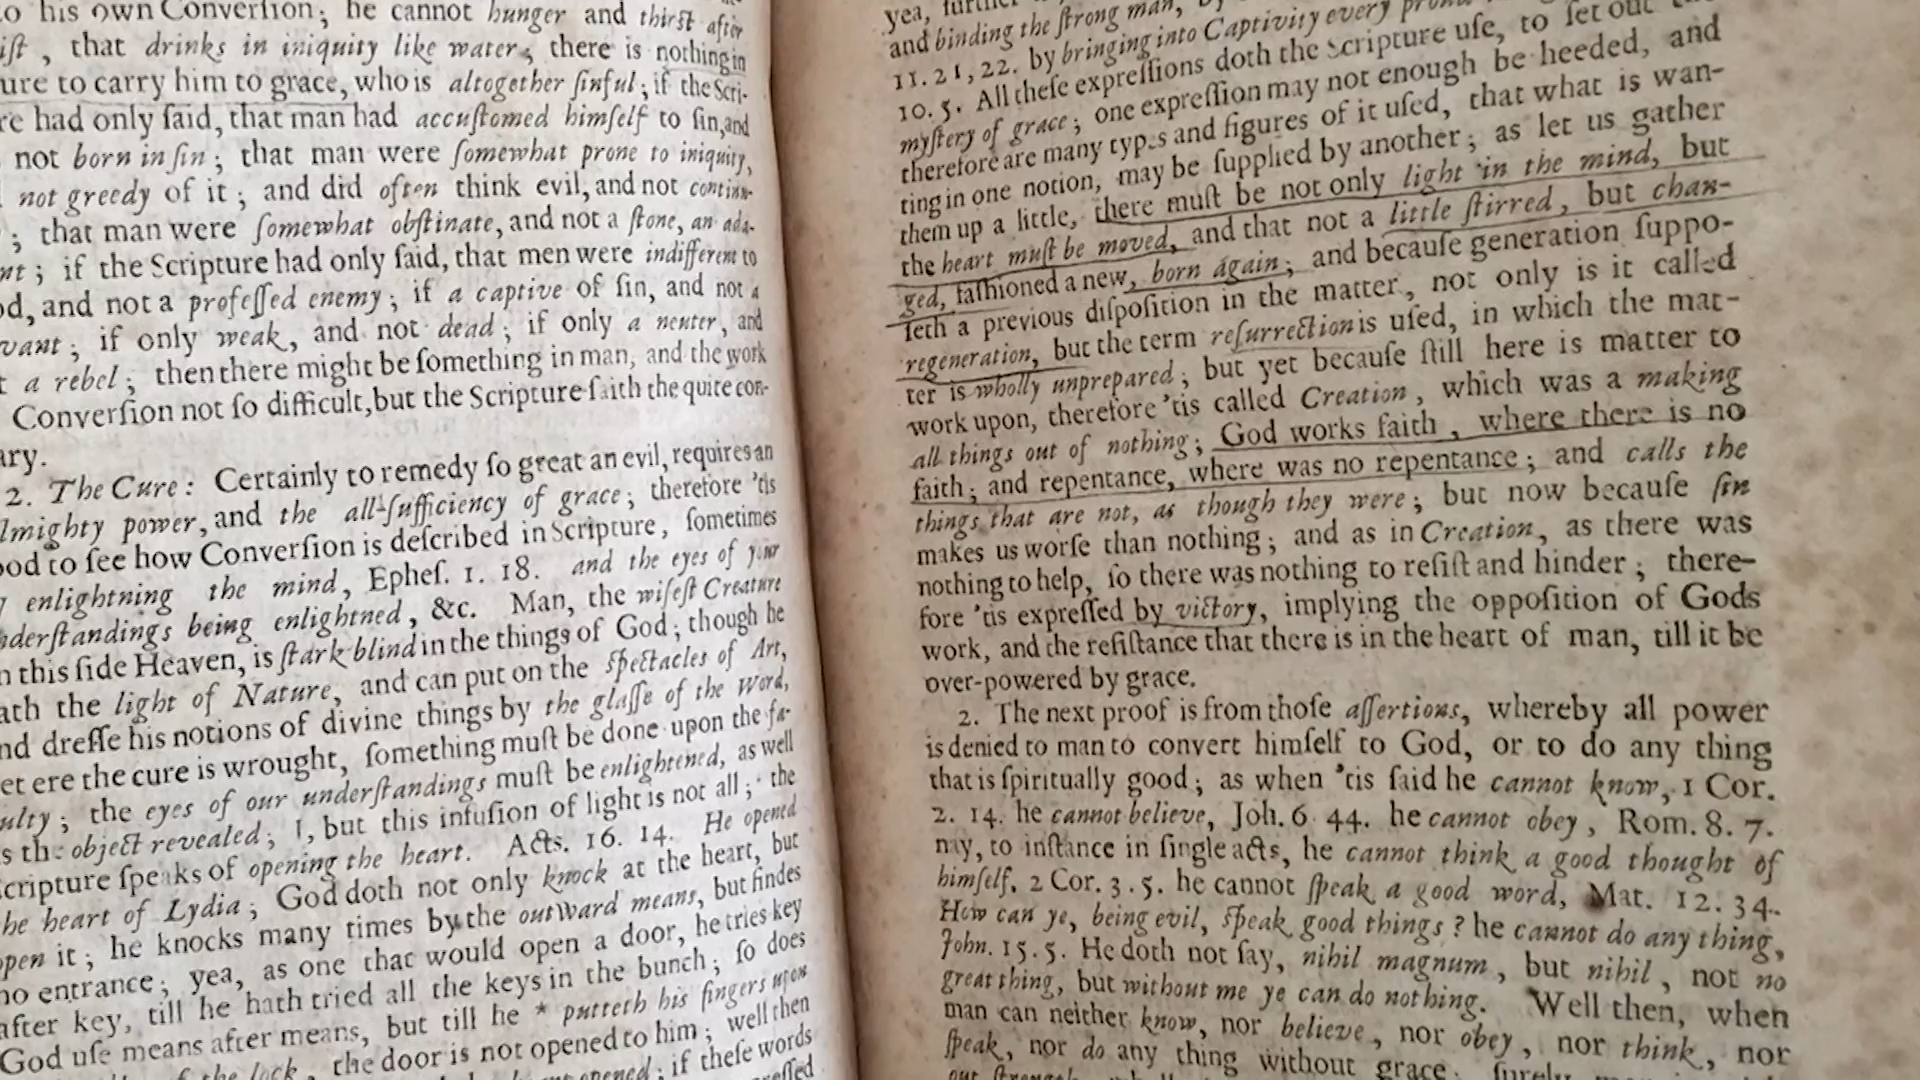 to his own Converſion; he cannot hunger and thirſt after
iſt, that drinks in iniquity like water, there is nothing in
ure to carry him to grace, who is altogether ſinful; if the Scri-
re had only ſaid, that man had accuſtomed himſelf to ſin, and
not born in ſin; that man were ſomewhat prone to iniquity,
not greedy of it; and did often think evil, and not continu-
; that man were ſomewhat obſtinate, and not a ſtone, an ada-
nt; if the Scripture had only ſaid, that men were indifferent to
od, and not a profeſſed enemy; if a captive of ſin, and not a
vant; if only weak, and not dead; if only a neuter, and
t a rebel; then there might be ſomething in man, and the work
Converſion not ſo difficult, but the Scripture ſaith the quite con-
ary.
2. The Cure: Certainly to remedy ſo great an evil, requires an
lmighty power, and the all-ſufficiency of grace; therefore 'tis
ood to ſee how Converſion is deſcribed in Scripture, ſometimes
y enlightning the mind, Epheſ. 1. 18. and the eyes of your
nderſtandings being enlightned, &c. Man, the wiſeſt Creature
n this ſide Heaven, is ſtark blind in the things of God; though he
ath the light of Nature, and can put on the ſpectacles of Art,
nd dreſſe his notions of divine things by the glaſſe of the Word,
et ere the cure is wrought, ſomething muſt be done upon the fa-
ulty; the eyes of our underſtandings muſt be enlightened, as well
s the object revealed; I, but this infuſion of light is not all; the
cripture ſpeaks of opening the heart. Acts. 16. 14. He opened
he heart of Lydia; God doth not only knock at the heart, but
open it; he knocks many times by the outward means, but findes
no entrance; yea, as one that would open a door, he tries key
after key, till he hath tried all the keys in the bunch; ſo does
God uſe means after means, but till he * putteth his fingers upon
of the lock, the door is not opened to him; well then
opened; if theſe words
preſſed
yea, further
and binding the ſtrong man, by
11. 21, 22. by bringing into Captivity every
10. 5. All theſe expreſſions doth the Scripture uſe, to ſet out the
myſtery of grace; one expreſſion may not enough be heeded, and
therefore are many types and figures of it uſed, that what is wan-
ting in one notion, may be ſupplied by another; as let us gather
them up a little, there muſt be not only light in the mind, but
the heart muſt be moved, and that not a little ſtirred, but chan-
ged, faſhioned a new, born again; and becauſe generation ſuppo-
ſeth a previous diſpoſition in the matter, not only is it called
regeneration, but the term reſurrection is uſed, in which the mat-
ter is wholly unprepared; but yet becauſe ſtill here is matter to
work upon, therefore 'tis called Creation, which was a making
all things out of nothing; God works faith, where there is no
faith; and repentance, where was no repentance; and calls the
things that are not, as though they were; but now becauſe ſin
makes us worſe than nothing; and as in Creation, as there was
nothing to help, ſo there was nothing to reſiſt and hinder; there-
fore 'tis expreſſed by victory, implying the oppoſition of Gods
work, and the reſiſtance that there is in the heart of man, till it be
over-powered by grace.
2. The next proof is from thoſe aſſertions, whereby all power
is denied to man to convert himſelf to God, or to do any thing
that is ſpiritually good; as when 'tis ſaid he cannot know, 1 Cor.
2. 14. he cannot believe, Joh. 6 44. he cannot obey, Rom. 8. 7.
nay, to inſtance in ſingle acts, he cannot think a good thought of
himſelf, 2 Cor. 3. 5. he cannot ſpeak a good word, Mat. 12. 34.
How can ye, being evil, ſpeak good things? he cannot do any thing,
John. 15. 5. He doth not ſay, nihil magnum, but nihil, not no
great thing, but without me ye can do nothing. Well then, when
man can neither know, nor believe, nor obey, nor think, nor
ſpeak, nor do any thing without grace; ſurely